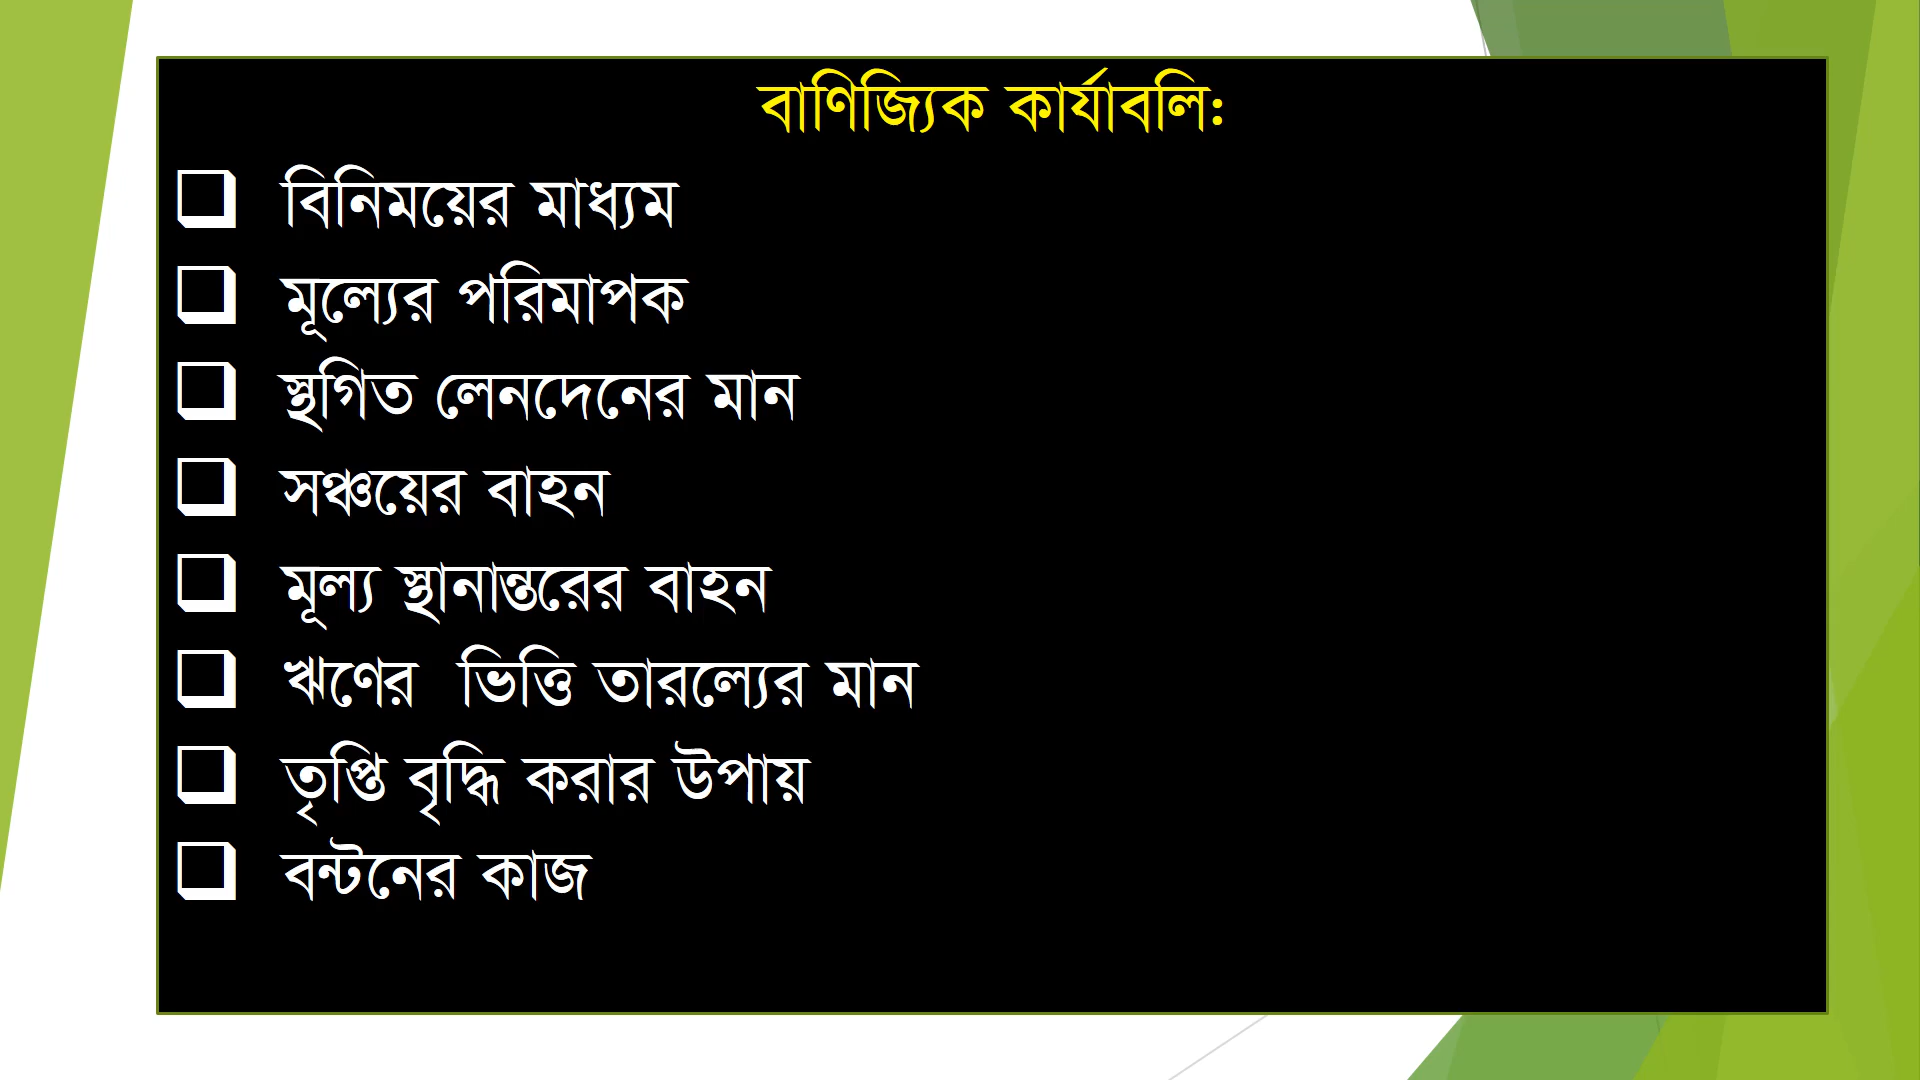 বাণিজ্যিক কার্যাবলি:
❑ বিনিময়ের মাধ্যম
❑ মূল্যের পরিমাপক
❑ স্থগিত লেনদেনের মান
❑ সঞ্চয়ের বাহন
❑ মূল্য স্থানান্তরের বাহন
❑ ঋণের ভিত্তি তারল্যের মান
❑ তৃপ্তি বৃদ্ধি করার উপায়
❑ বন্টনের কাজ